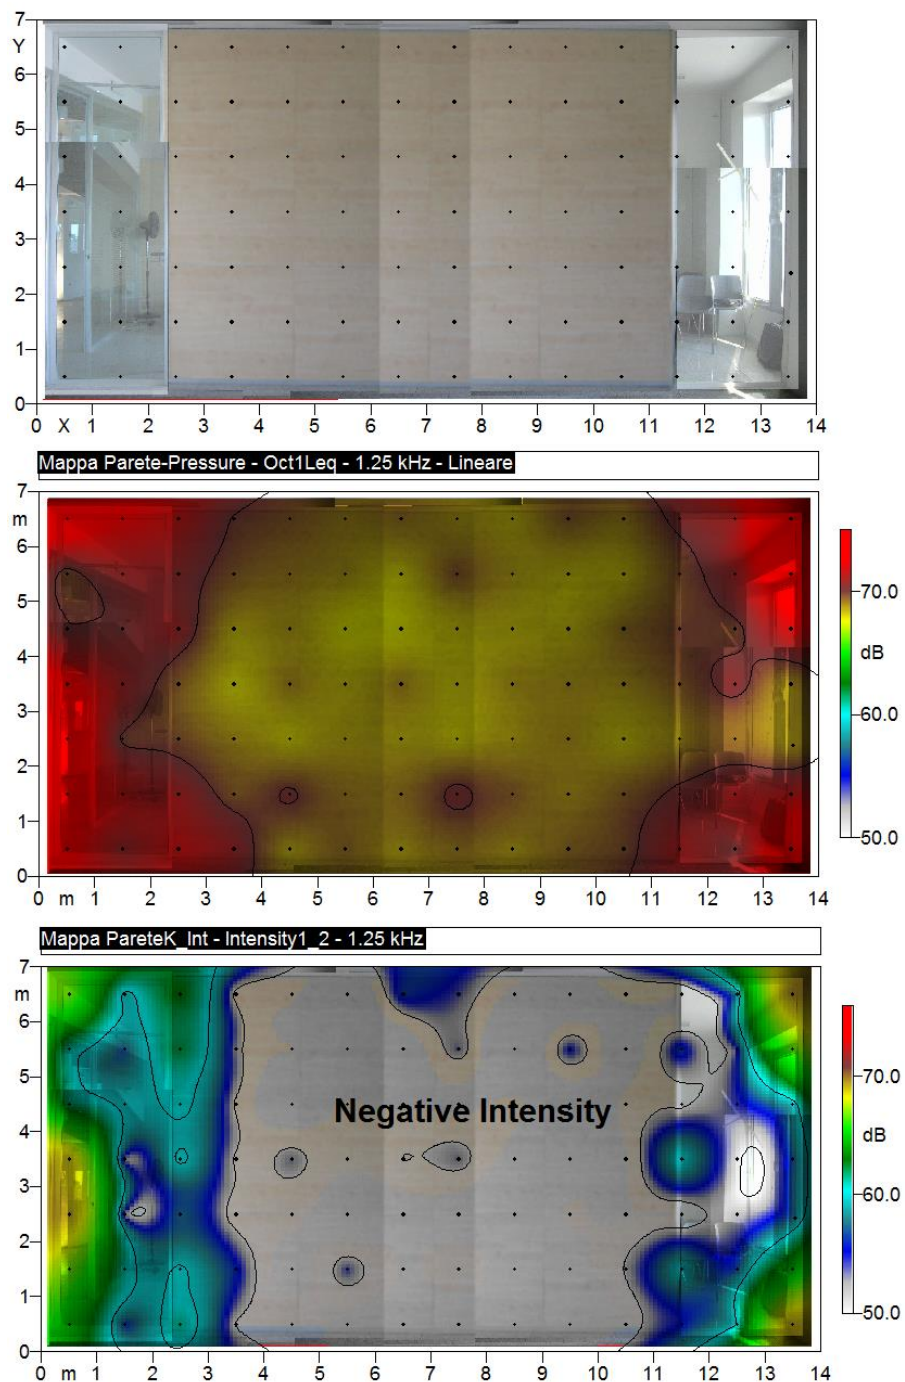 7
Y
6
5
4
3
2
1
0
0 X 1 2 3 4 5 6 7 8 9 10 11 12 13 14
Mappa Parete-Pressure - Oct1Leq - 1.25 kHz - Lineare
7
m
6
5
4
3
2
1
0
0 m 1 2 3 4 5 6 7 8 9 10 11 12 13 14
70.0
dB
60.0
50.0
Mappa PareteK_Int - Intensity1_2 - 1.25 kHz
7
m
6
5
4
3
2
1
0
Negative Intensity
0 m 1 2 3 4 5 6 7 8 9 10 11 12 13 14
70.0
dB
60.0
50.0